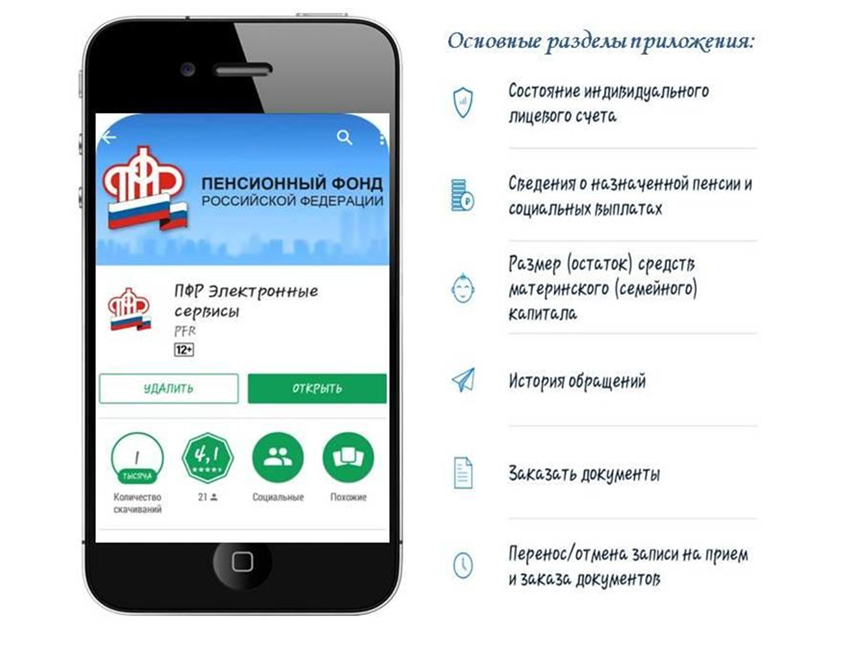 ПЕНСИОННЫЙ ФОНД
РОССИЙСКОЙ ФЕДЕРАЦИИ
ПФР Электронные
сервисы
PFR
12+
УДАЛИТЬ
ОТКРЫТЬ
1
ТЫСЯЧА
Количество
скачиваний
4,1
21
Социальные
Похожие
Основные разделы приложения:
Состояние индивидуального
лицевого счета
Сведения о назначенной пенсии и
социальных выплатах
Размер (остаток) средств
материнского (семейного)
капитала
История обращений
Заказать документы
Перенос/отмена записи на прием
и заказа документов